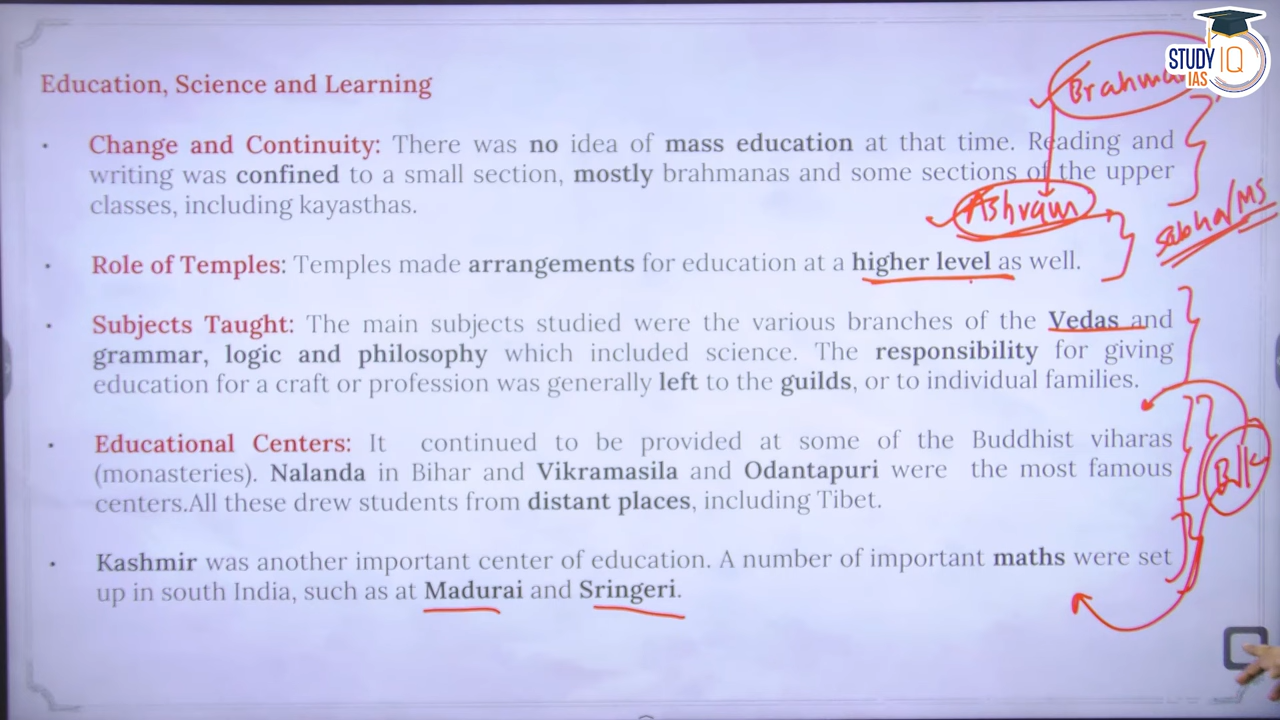 STUDY IQ
IAS
Education, Science and Learning
Ashram
sabha/MS
• Change and Continuity: There was no idea of mass education at that time. Reading and
writing was confined to a small section, mostly brahmanas and some sections of the upper
classes, including kayasthas.
• Role of Temples: Temples made arrangements for education at a higher level as well.
• Subjects Taught: The main subjects studied were the various branches of the Vedas and
grammar, logic and philosophy which included science. The responsibility for giving
education for a craft or profession was generally left to the guilds, or to individual families.
• Educational Centers: It continued to be provided at some of the Buddhist viharas
(monasteries). Nalanda in Bihar and Vikramasila and Odantapuri were the most famous
centers.All these drew students from distant places, including Tibet.
• Kashmir was another important center of education. A number of important maths were set
up in south India, such as at Madurai and Sringeri.